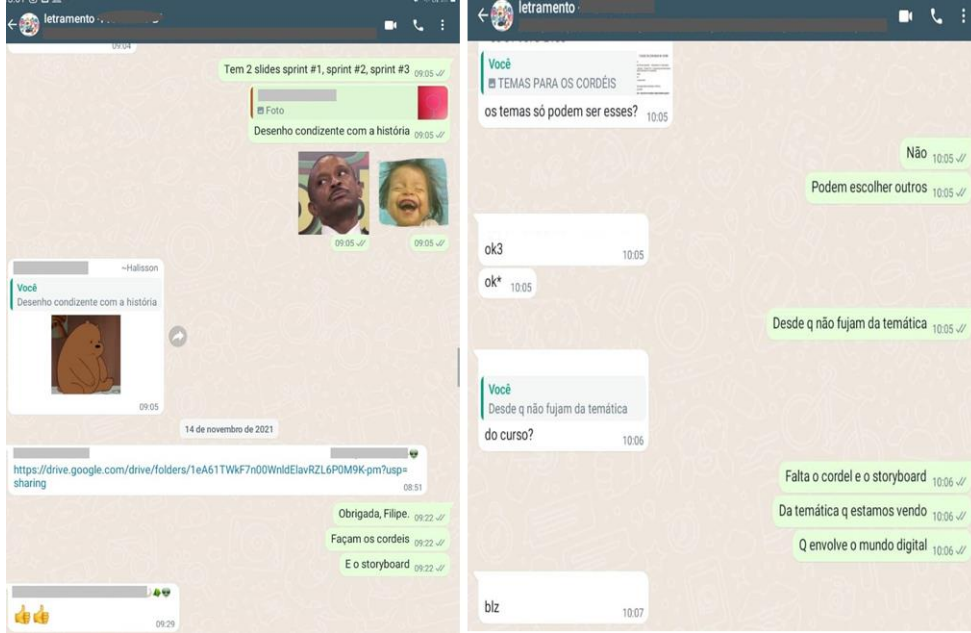 letramento
09:04
Tem 2 slides sprint #1, sprint #2, sprint #3 09:05
Foto
Desenho condizente com a história 09:05
09:05
09:05
~Halisson
Você
Desenho condizente com a história
09:05
14 de novembro de 2021
https://drive.google.com/drive/folders/1eA61TWkF7n00WnldElavRZL6P0M9K-pm?usp=
sharing
08:51
Obrigada, Filipe. 09:22
Façam os cordeis 09:22
E o storyboard 09:22
09:29
letramento
Você
TEMAS PARA OS CORDÉIS
os temas só podem ser esses? 10:05
Não 10:05
Podem escolher outros 10:05
ok3 10:05
ok* 10:05
Desde q não fujam da temática 10:05
Você
Desde q não fujam da temática
do curso? 10:06
Falta o cordel e o storyboard 10:06
Da temática q estamos vendo 10:06
Q envolve o mundo digital 10:06
blz 10:07